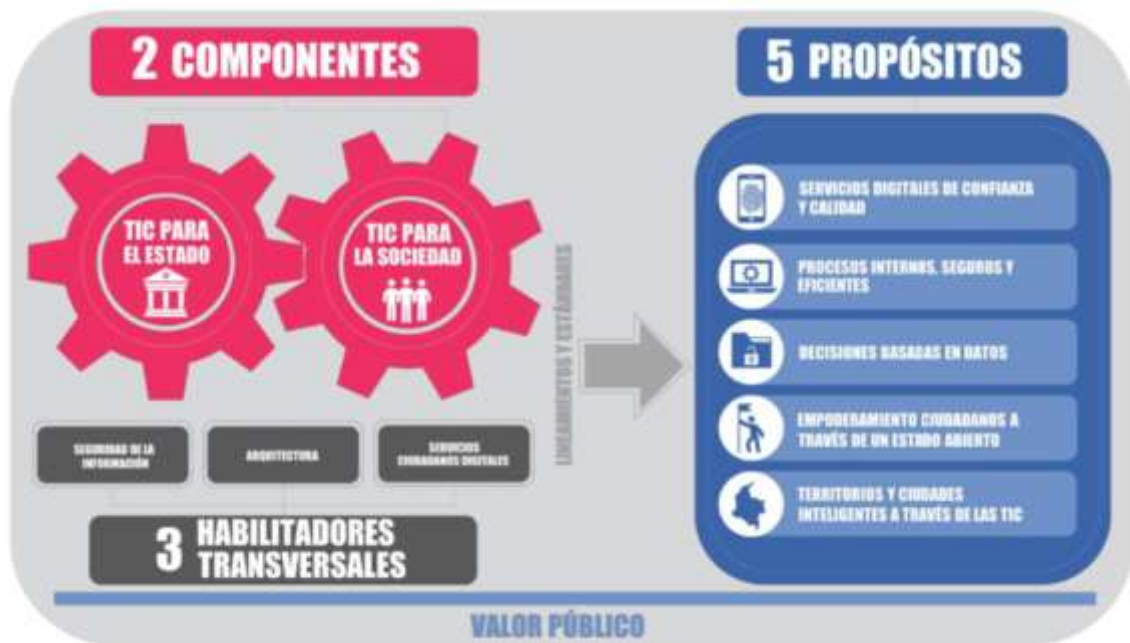 2 COMPONENTES
5 PROPÓSITOS
TIC PARA
EL ESTADO
TIC PARA
LA SOCIEDAD
SEGURIDAD DE LA
INFORMACIÓN
ARQUITECTURA
SERVICIOS
CIUDADANOS DIGITALES
3 HABILITADORES
TRANSVERSALES
LINEAMIENTOS Y ESTÁNDARES
SERVICIOS DIGITALES DE CONFIANZA
Y CALIDAD
PROCESOS INTERNOS, SEGUROS Y
EFICIENTES
DECISIONES BASADAS EN DATOS
EMPODERAMIENTO CIUDADANOS A
TRAVÉS DE UN ESTADO ABIERTO
TERRITORIOS Y CIUDADES
INTELIGENTES A TRAVÉS DE LAS TIC
VALOR PÚBLICO